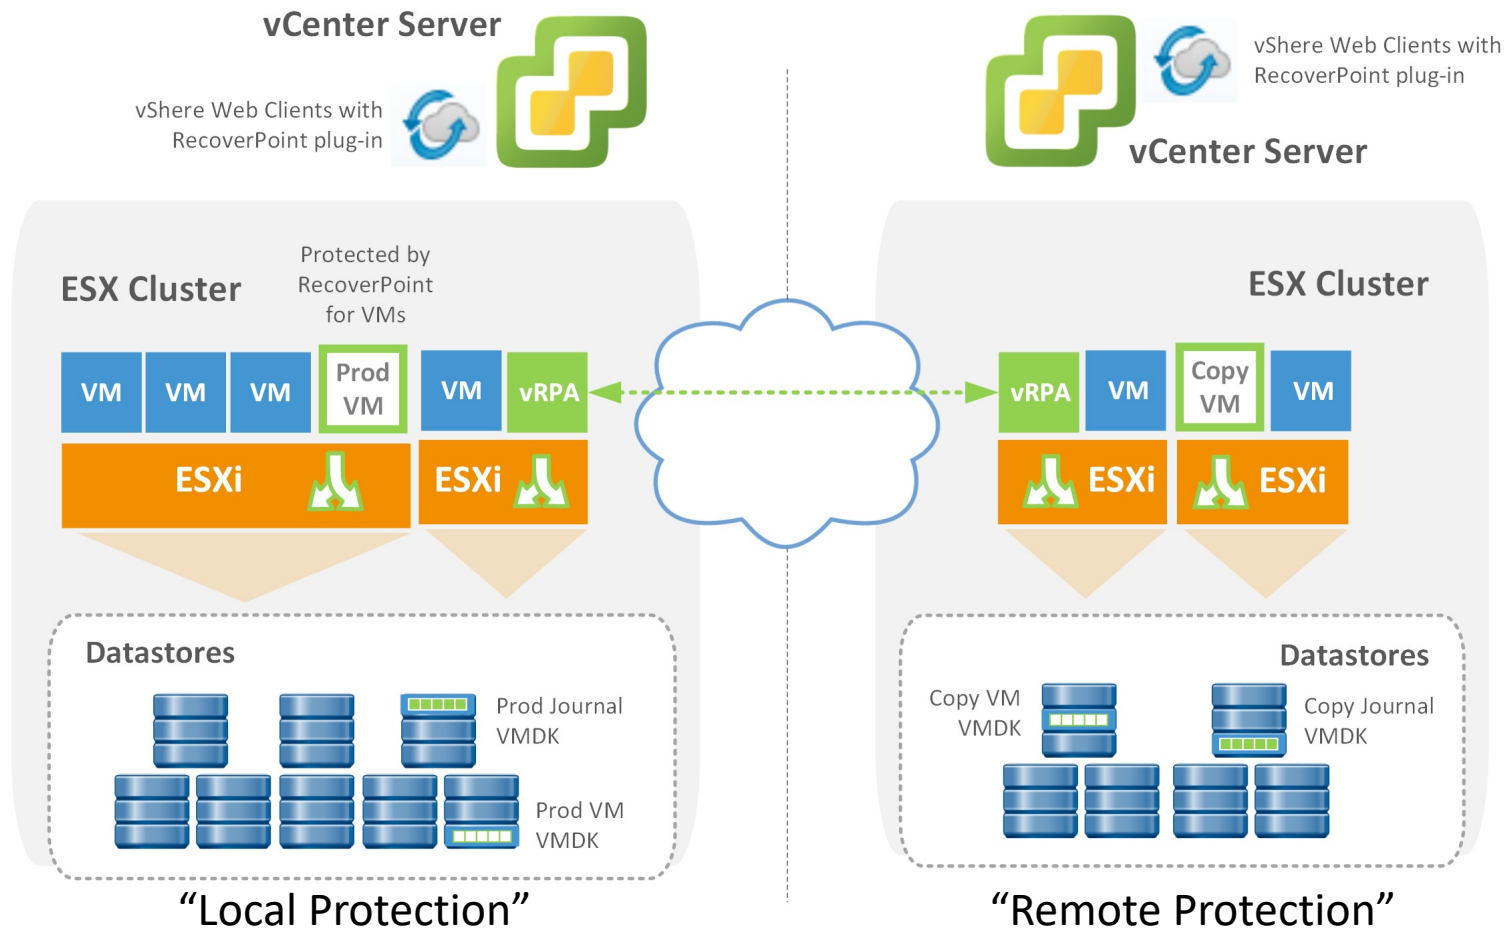 vCenter Server
vShere Web Clients with
RecoverPoint plug-in
ESX Cluster
Protected by
RecoverPoint
for VMs
VM
VM
VM
Prod
VM
VM
vRPA
ESXi
ESXi
Datastores
Prod Journal
VMDK
Prod VM
VMDK
“Local Protection”
vShere Web Clients with
RecoverPoint plug-in
vCenter Server
ESX Cluster
vRPA
VM
Copy
VM
VM
ESXi
ESXi
Datastores
Copy VM
VMDK
Copy Journal
VMDK
“Remote Protection”